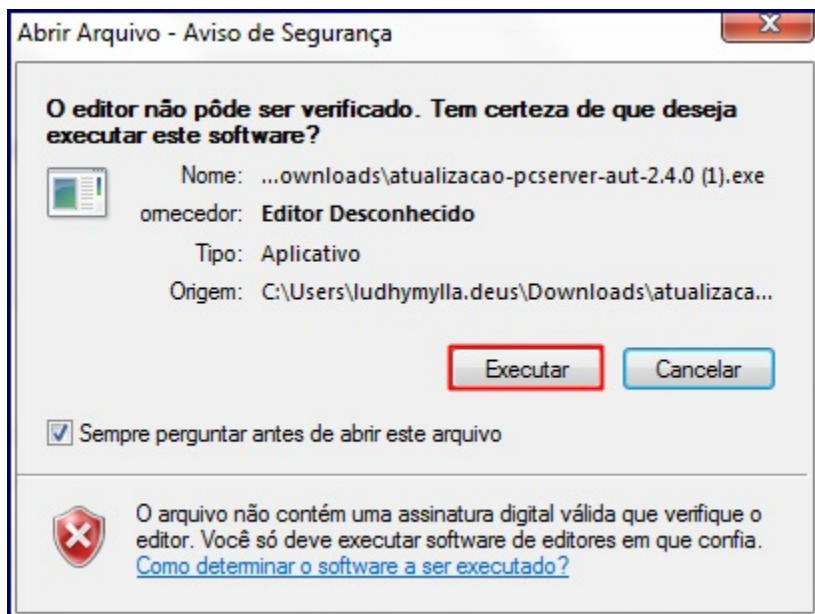 Abrir Arquivo - Aviso de Segurança
O editor não pôde ser verificado. Tem certeza de que deseja
executar este software?
Nome: ...ownloads\atualizacao-pcserver-aut-2.4.0 (1).exe
omecedor: Editor Desconhecido
Tipo: Aplicativo
Origem: C:\Users\ludhymylla.deus\Downloads\atualizaca...
Executar Cancelar
Sempre perguntar antes de abrir este arquivo
O arquivo não contém uma assinatura digital válida que verifique o
editor. Você só deve executar software de editores em que confia.
Como determinar o software a ser executado?